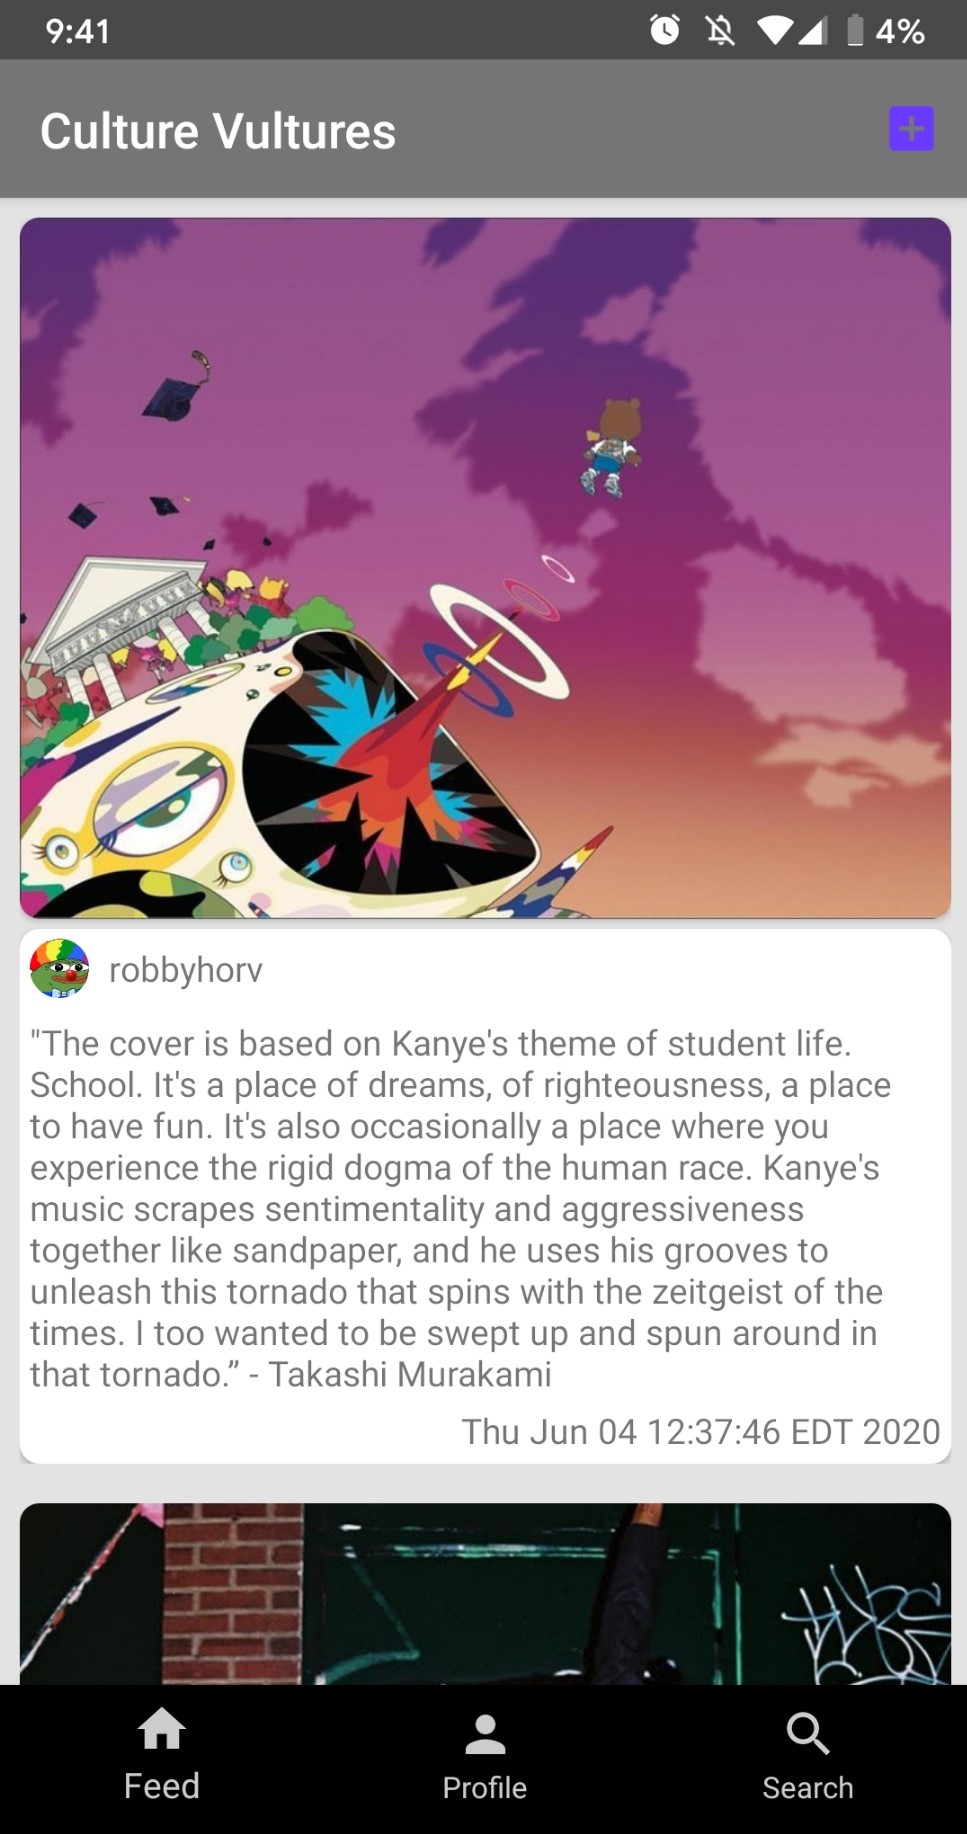 9:41 4%
Culture Vultures
robbyhorv
"The cover is based on Kanye's theme of student life.
School. It's a place of dreams, of righteousness, a place
to have fun. It's also occasionally a place where you
experience the rigid dogma of the human race. Kanye's
music scrapes sentimentality and aggressiveness
together like sandpaper, and he uses his grooves to
unleash this tornado that spins with the zeitgeist of the
times. I too wanted to be swept up and spun around in
that tornado.” - Takashi Murakami
Thu Jun 04 12:37:46 EDT 2020
Feed Profile Search